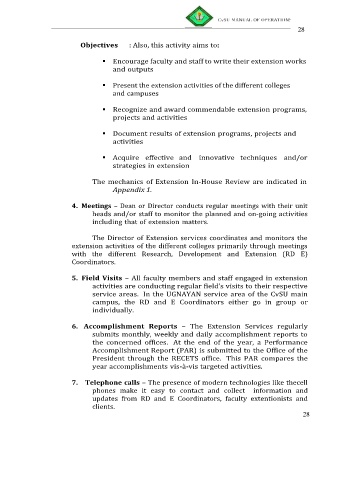 CvSU MANUAL OF OPERATIONS
28
Objectives : Also, this activity aims to:
▪ Encourage faculty and staff to write their extension works
and outputs
▪ Present the extension activities of the different colleges
and campuses
▪ Recognize and award commendable extension programs,
projects and activities
▪ Document results of extension programs, projects and
activities
▪ Acquire effective and innovative techniques and/or
strategies in extension
The mechanics of Extension In-House Review are indicated in
Appendix 1.
4. Meetings – Dean or Director conducts regular meetings with their unit
heads and/or staff to monitor the planned and on-going activities
including that of extension matters.
The Director of Extension services coordinates and monitors the
extension activities of the different colleges primarily through meetings
with the different Research, Development and Extension (RD E)
Coordinators.
5. Field Visits – All faculty members and staff engaged in extension
activities are conducting regular field's visits to their respective
service areas. In the UGNAYAN service area of the CvSU main
campus, the RD and E Coordinators either go in group or
individually.
6. Accomplishment Reports – The Extension Services regularly
submits monthly, weekly and daily accomplishment reports to
the concerned offices. At the end of the year, a Performance
Accomplishment Report (PAR) is submitted to the Office of the
President through the RECETS office. This PAR compares the
year accomplishments vis-à-vis targeted activities.
7. Telephone calls – The presence of modern technologies like thecell
phones make it easy to contact and collect information and
updates from RD and E Coordinators, faculty extentionists and
clients.
28